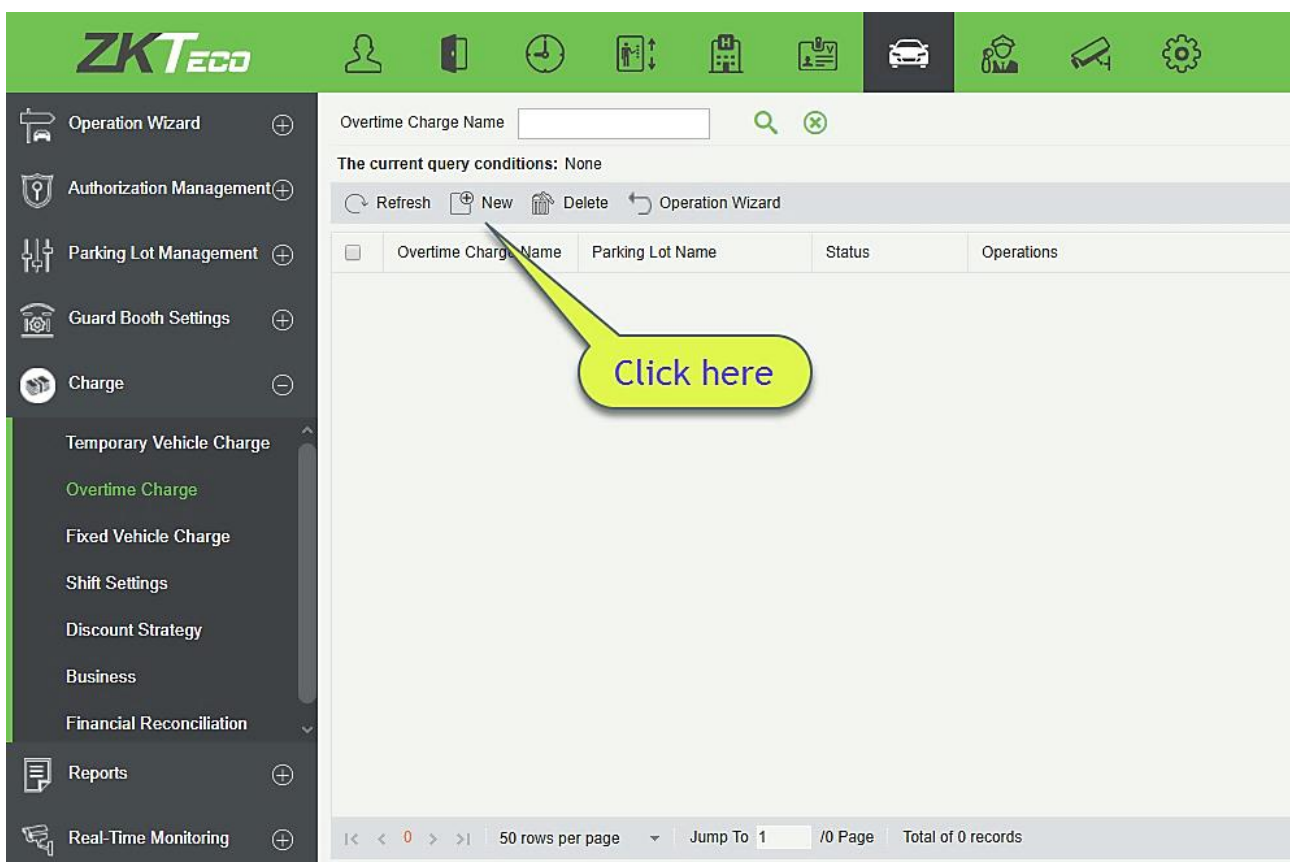 ZKTECO
Operation Wizard
Overtime Charge Name
The current query conditions: None
Authorization Management
Refresh New Delete Operation Wizard
Parking Lot Management
Overtime Charge Name Parking Lot Name Status Operations
Guard Booth Settings
Click here
Charge
Temporary Vehicle Charge
Overtime Charge
Fixed Vehicle Charge
Shift Settings
Discount Strategy
Business
Financial Reconciliation
Reports
Real-Time Monitoring
|< < 0 > >| 50 rows per page Jump To 1 /0 Page Total of 0 records